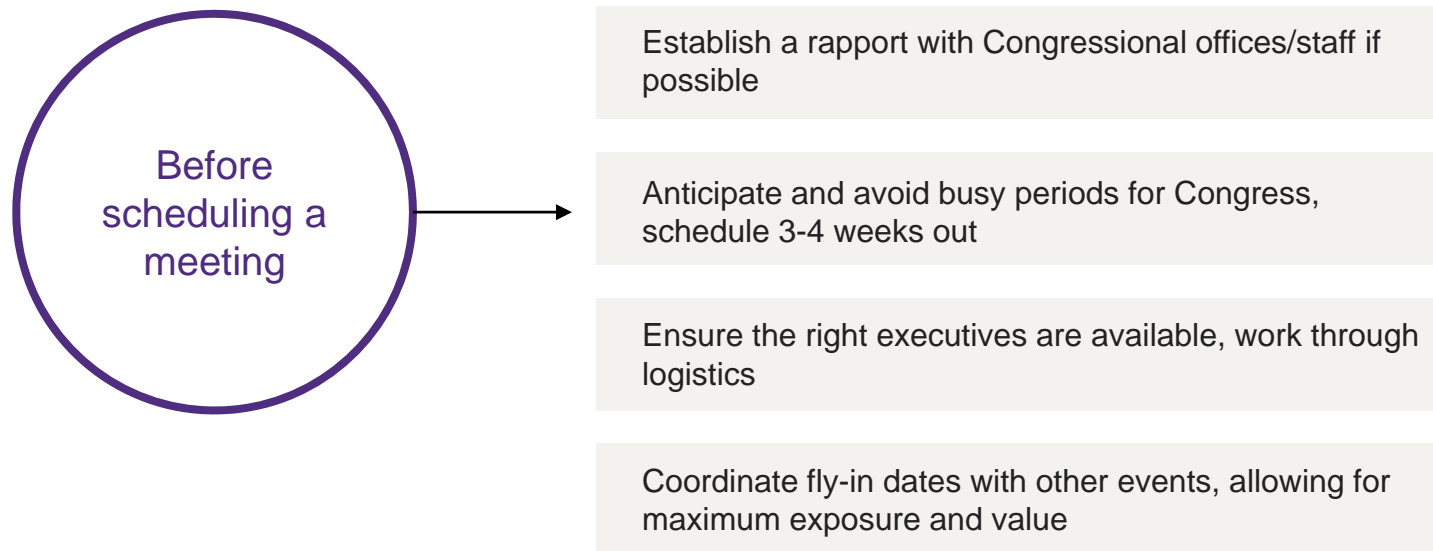 Before
scheduling a
meeting
Establish a rapport with Congressional offices/staff if
possible
Anticipate and avoid busy periods for Congress,
schedule 3-4 weeks out
Ensure the right executives are available, work through
logistics
Coordinate fly-in dates with other events, allowing for
maximum exposure and value